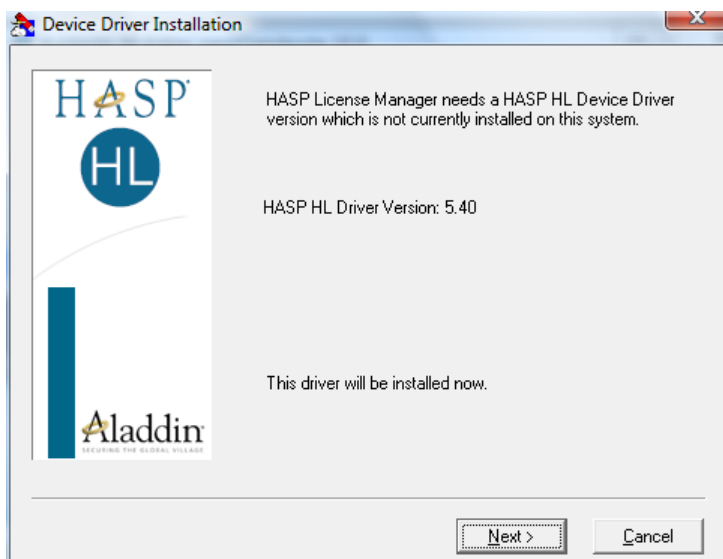 Device Driver Installation
HASP
HL
HASP License Manager needs a HASP HL Device Driver
version which is not currently installed on this system.
HASP HL Driver Version: 5.40
This driver will be installed now.
Aladdin
SECURING THE GLOBAL VILLAGE
Next >
Cancel